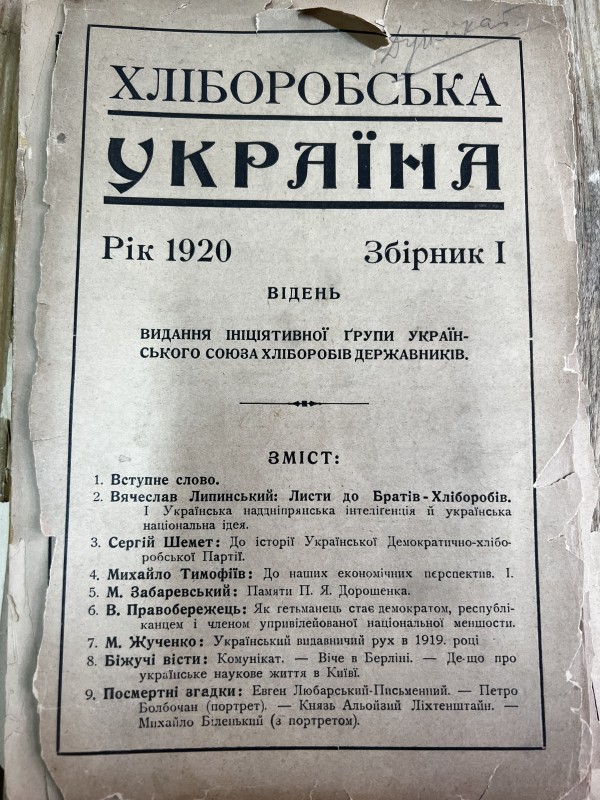 ХЛІБОРОБСЬКА
УКРАЇНА
Рік 1920 Збірник I
ВІДЕНЬ
ВИДАННЯ ІНІЦІЯТИВНОЇ ҐРУПИ УКРАЇН-
СЬКОГО СОЮЗА ХЛІБОРОБІВ ДЕРЖАВНИКІВ.
ЗМІСТ:
1. Вступне слово.
2. Вячеслав Липинський: Листи до Братів-Хліборобів.
I Українська наддніпрянська інтелігенція й українська
національна ідея.
3. Сергій Шемет: До історії Української Демократично-хлібо-
робської Партії.
4. Михайло Тимофіїв: До наших економічних перспектив. I.
5. М. Забаревський: Памяти П. Я. Дорошенка.
6. В. Правобережець: Як гетьманець стає демократом, республі-
канцем і членом упривілейованої національної меншости.
7. М. Жученко: Український видавничий рух в 1919. році
8. Біжучі вісти: Комунікат. — Віче в Берліні. — Де-що про
українське наукове життя в Київі.
9. Посмертні згадки: Евген Любарський-Письменний. — Петро
Болбочан (портрет). — Князь Альойзий Ліхтенштайн. —
Михайло Біленький (з портретом).